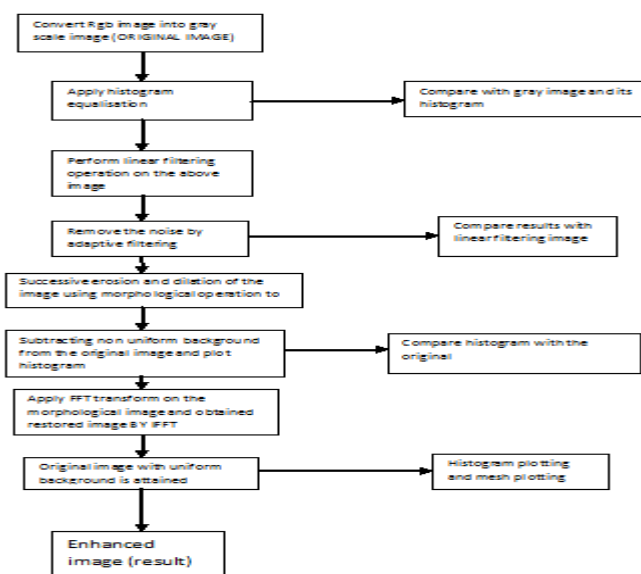 Convert Rgb image into gray
scale image (ORIGINAL IMAGE)
Apply histogram
equalisation
Compare with gray image and its
histogram
Perform linear filtering
operation on the above
image
Remove the noise by
adaptive filtering
Compare results with
linear filtering image
Successive erosion and dilation of the
image using morphological operation to
Subtracting non uniform background
from the original image and plot
histogram
Compare histogram with the
original
Apply FFT transform on the
morphological image and obtained
restored image BY IFFT
Original image with uniform
background is attained
Histogram plotting
and mesh plotting
Enhanced
image (result)